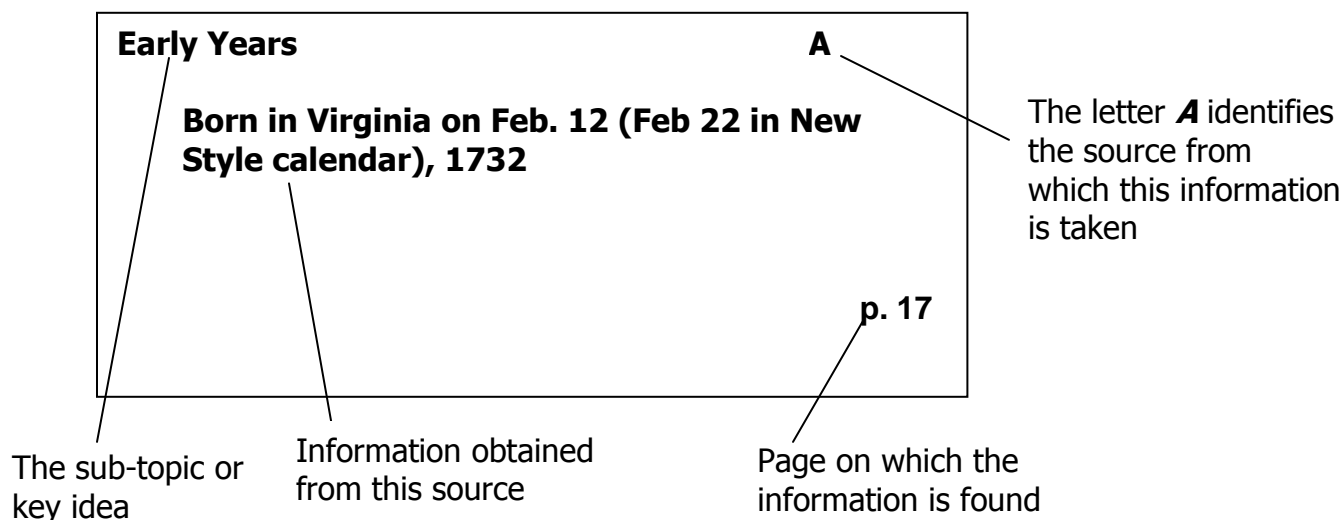 Early Years
A
Born in Virginia on Feb. 12 (Feb 22 in New
Style calendar), 1732
p. 17
The letter A identifies
the source from
which this information
is taken
The sub-topic or
key idea
Information obtained
from this source
Page on which the
information is found